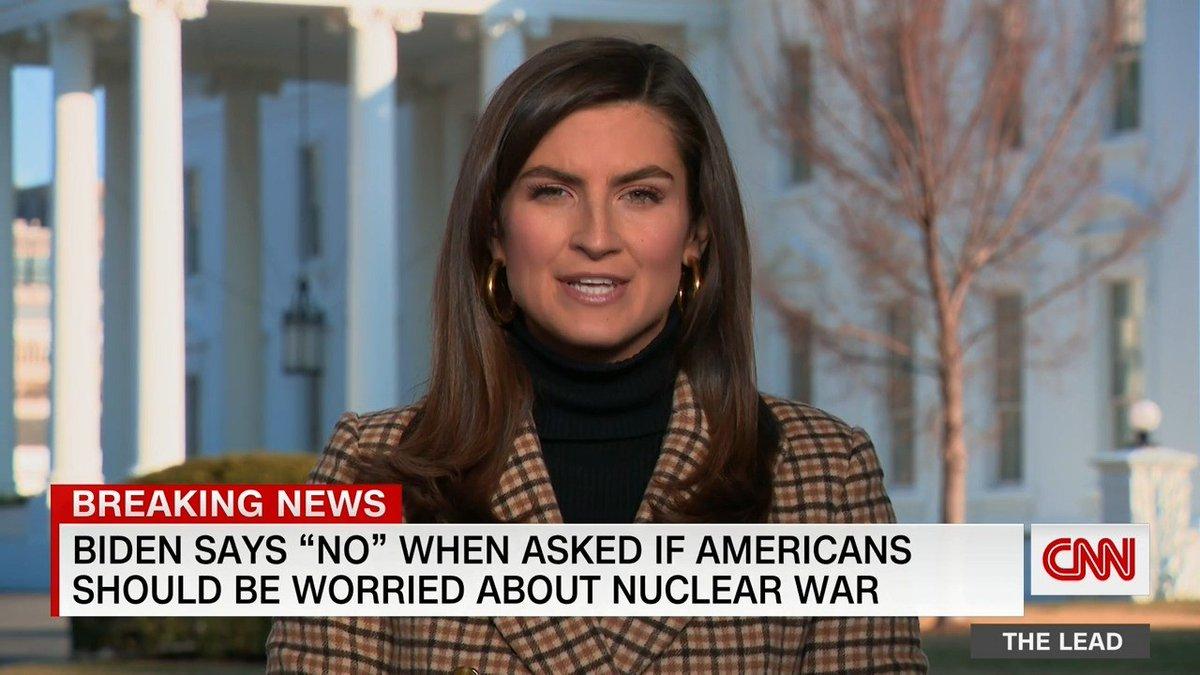 BREAKING NEWS
BIDEN SAYS “NO” WHEN ASKED IF AMERICANS
SHOULD BE WORRIED ABOUT NUCLEAR WAR
CNN
THE LEAD